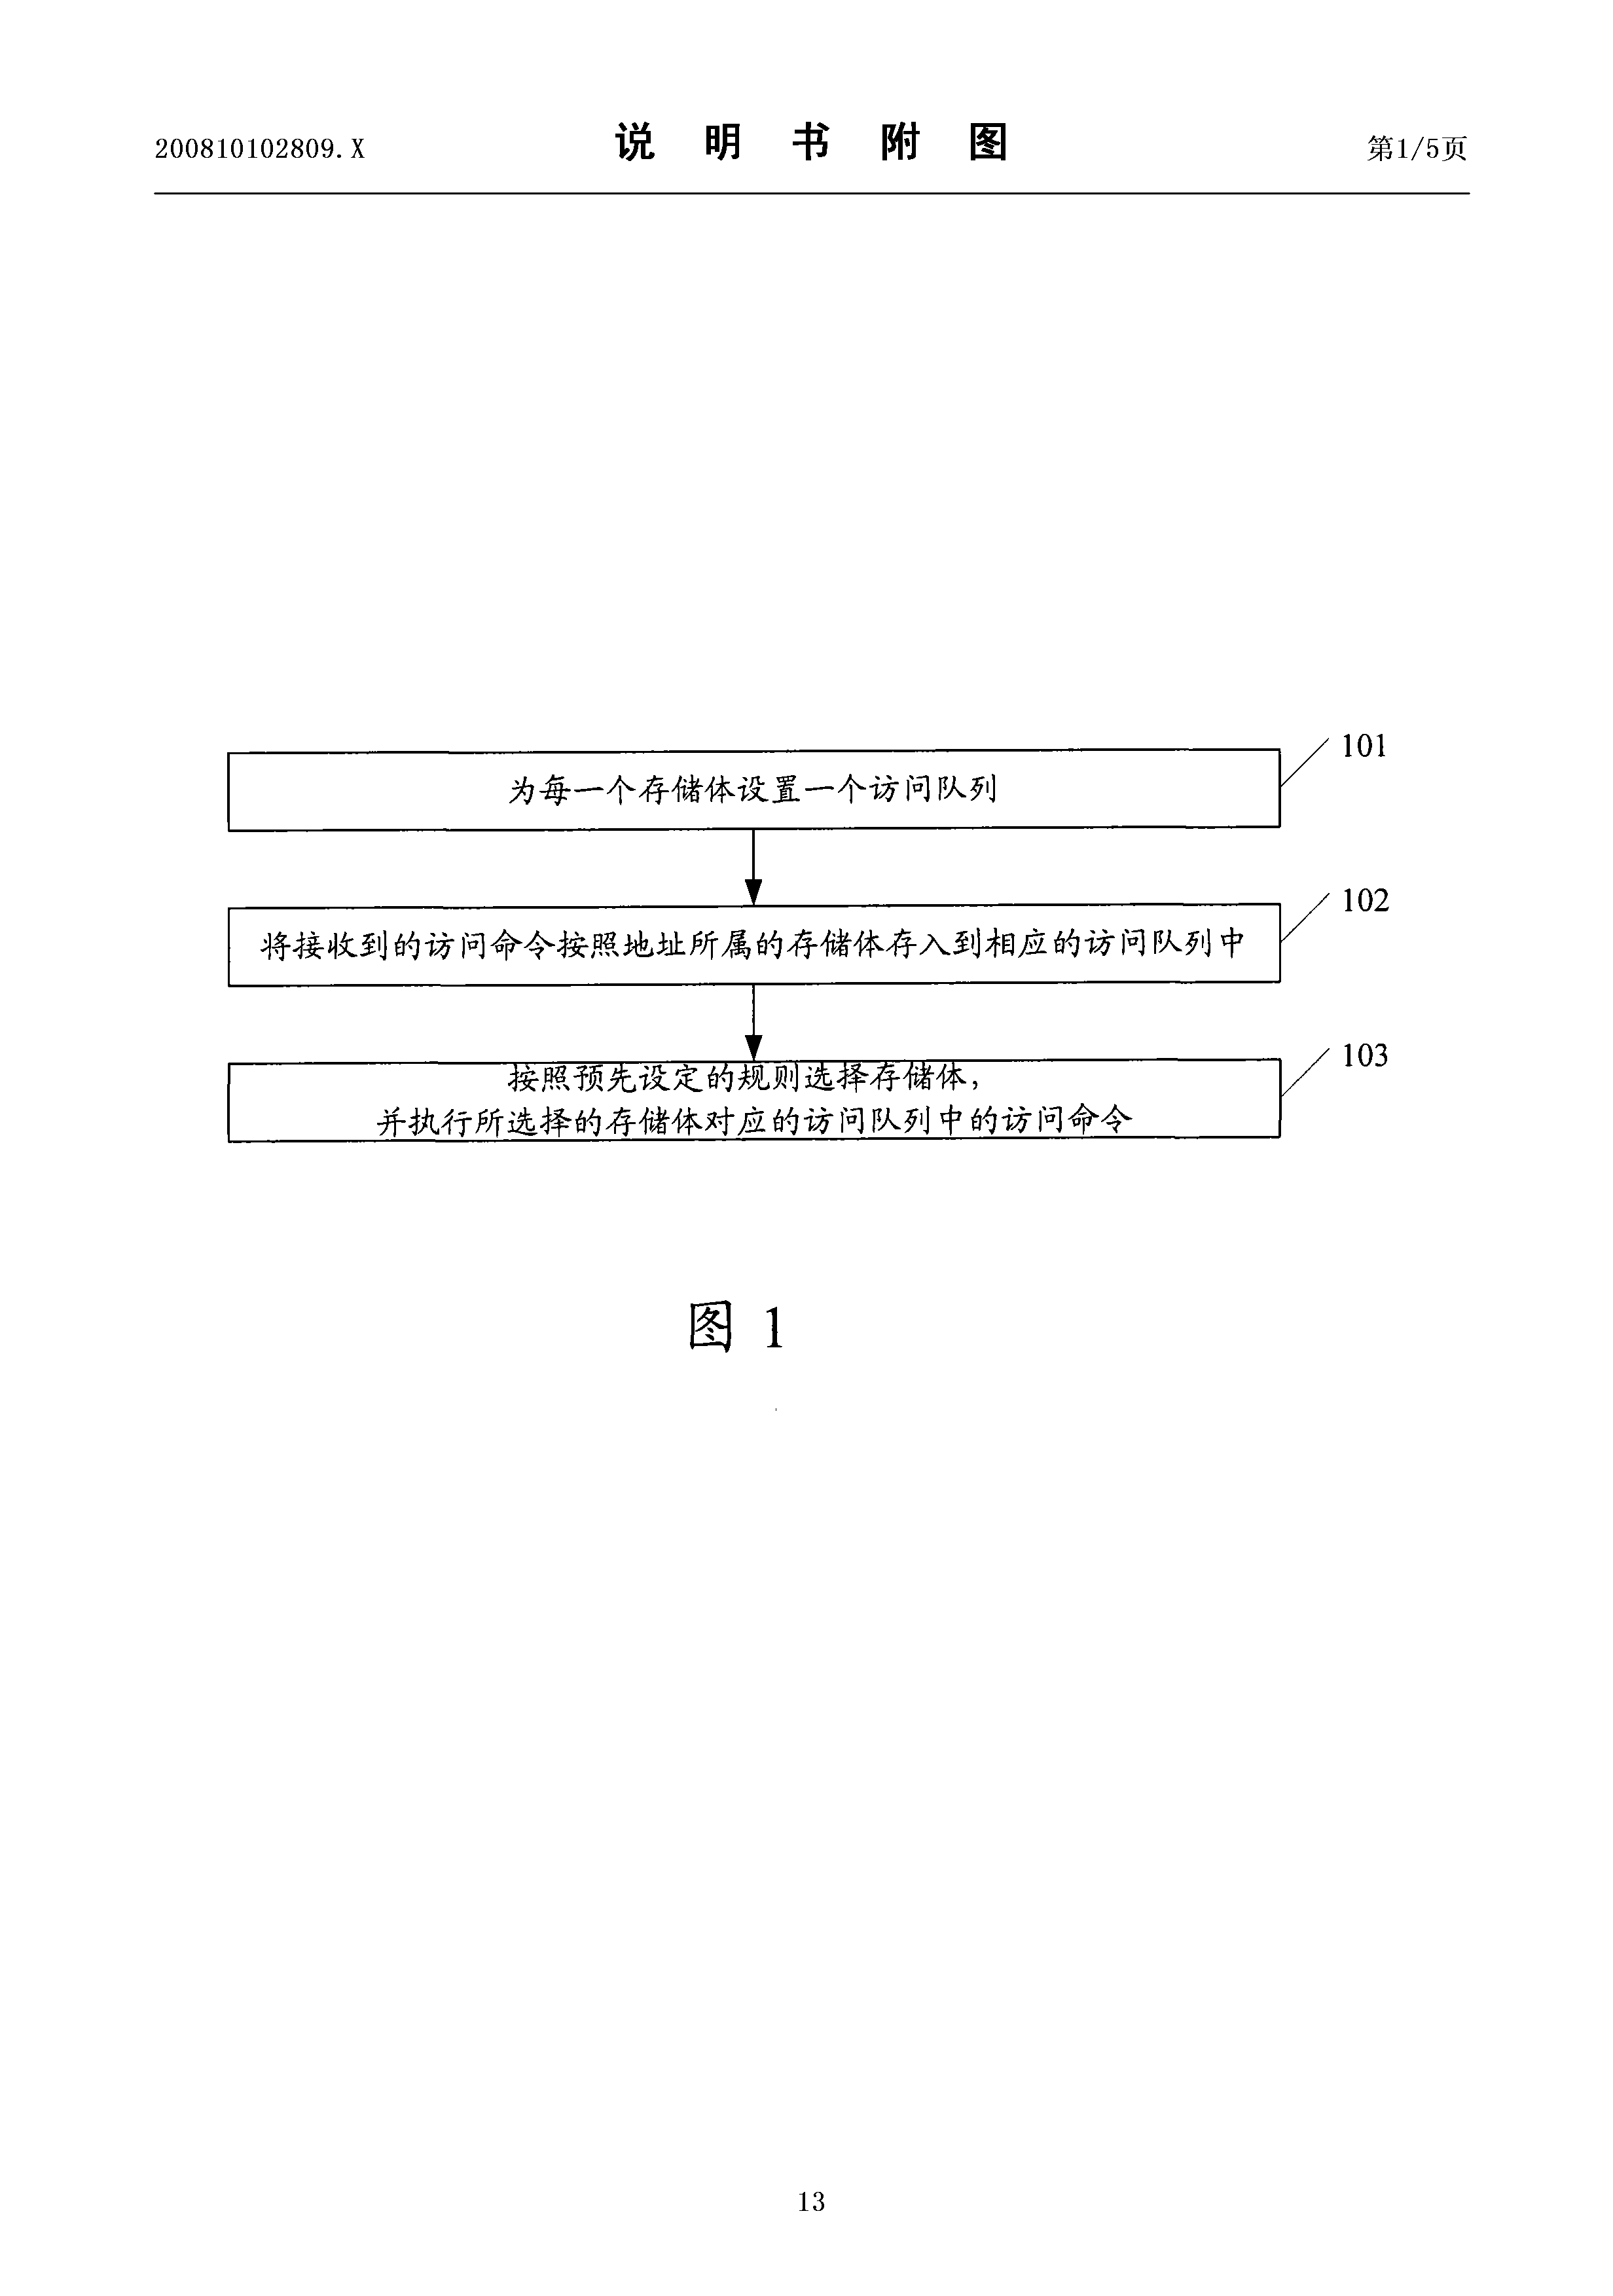 200810102809.X 说明书附图 第1/5页
为每一个存储体设置一个访问队列 101
将接收到的访问命令按照地址所属的存储体存入到相应的访问队列中 102
按照预先设定的规则选择存储体， 103
并执行所选择的存储体对应的访问队列中的访问命令
图 1
13